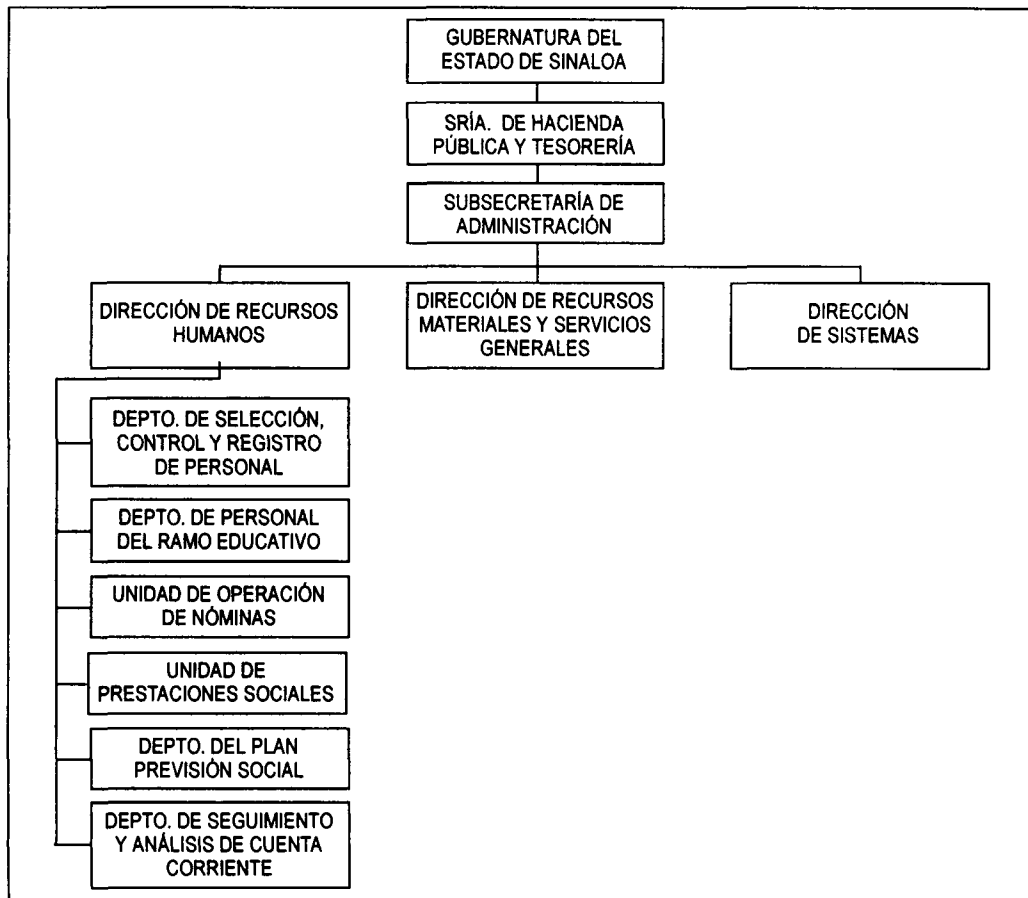 GUBERNATURA DEL
ESTADO DE SINALOA
SRÍA. DE HACIENDA
PÚBLICA Y TESORERÍA
SUBSECRETARÍA DE
ADMINISTRACIÓN
DIRECCIÓN DE RECURSOS
HUMANOS
DIRECCIÓN DE RECURSOS
MATERIALES Y SERVICIOS
GENERALES
DIRECCIÓN
DE SISTEMAS
DEPTO. DE SELECCIÓN,
CONTROL Y REGISTRO
DE PERSONAL
DEPTO. DE PERSONAL
DEL RAMO EDUCATIVO
UNIDAD DE OPERACIÓN
DE NÓMINAS
UNIDAD DE
PRESTACIONES SOCIALES
DEPTO. DEL PLAN
PREVISIÓN SOCIAL
DEPTO. DE SEGUIMIENTO
Y ANÁLISIS DE CUENTA
CORRIENTE